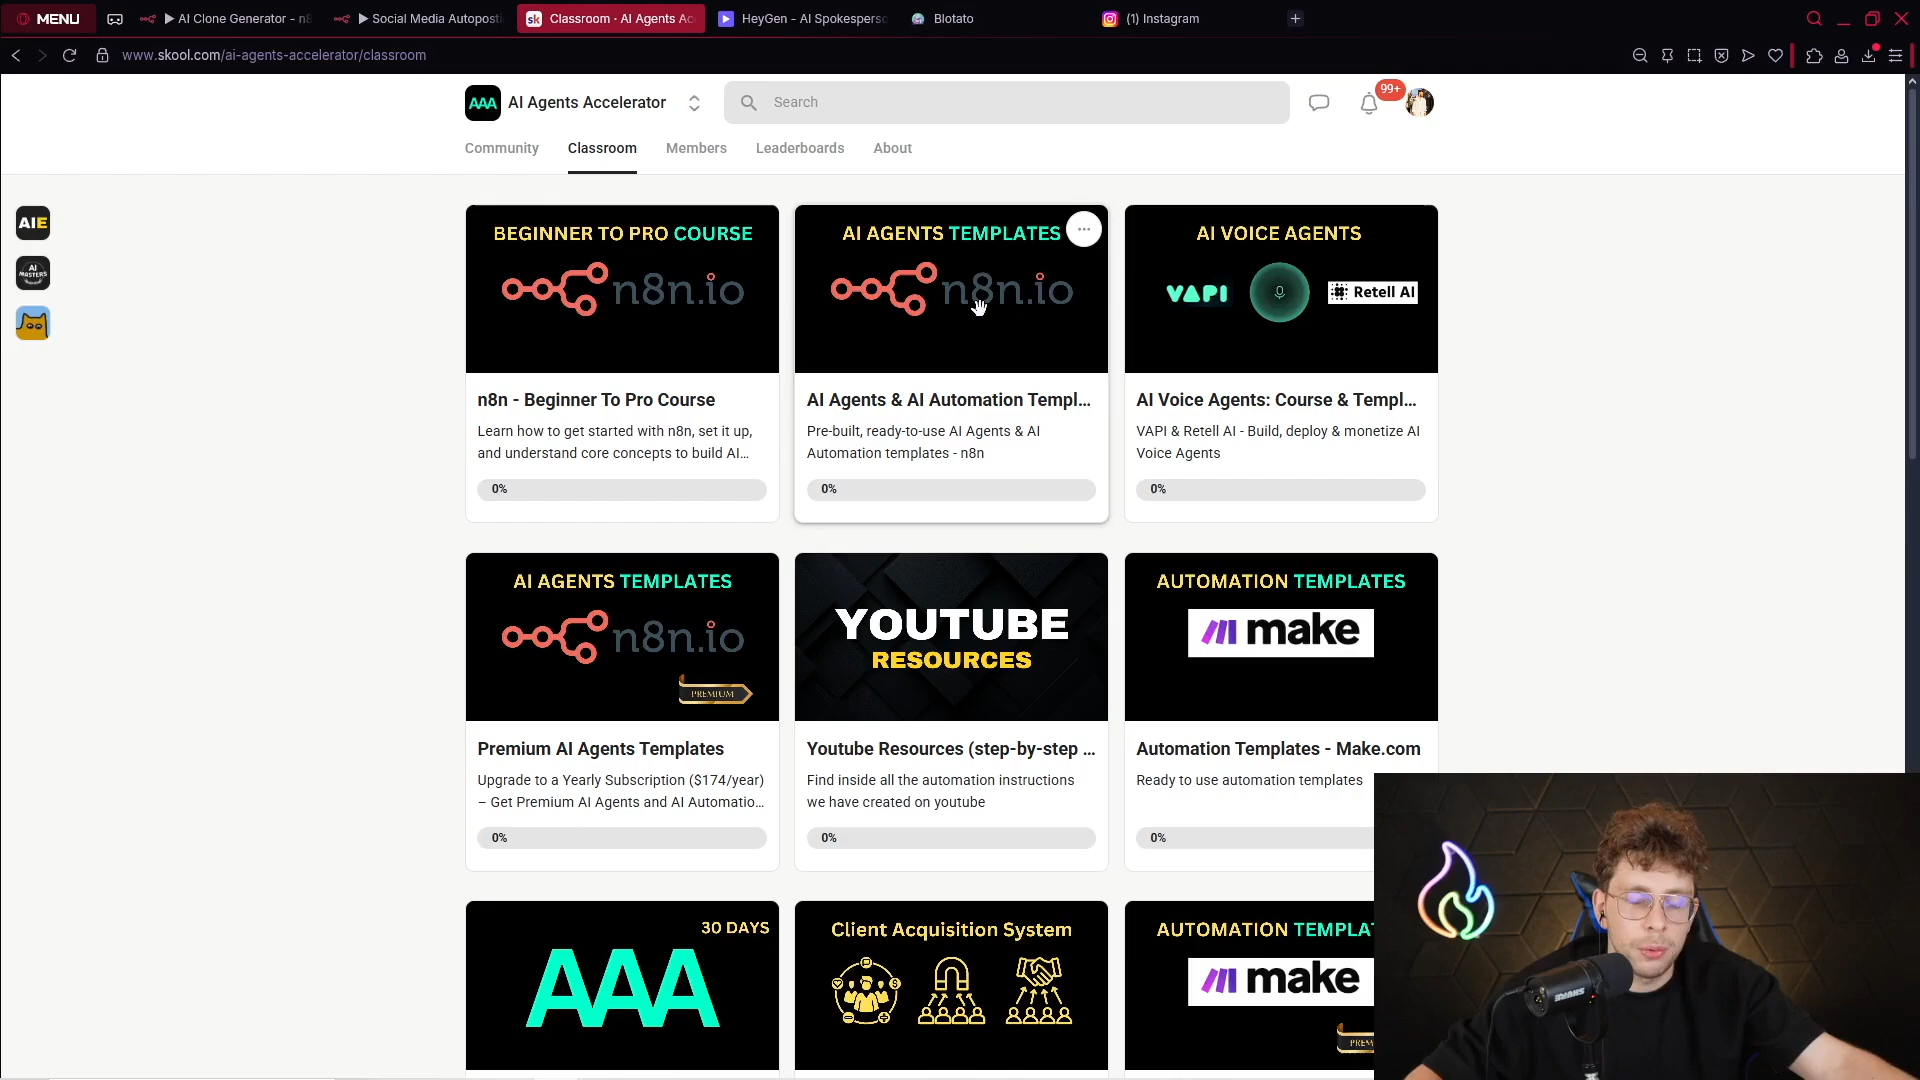 MENU
AI Clone Generator - n8
Social Media Autoposti
sk
Classroom · AI Agents Ac
HeyGen - AI Spokesperso
Blotato
(1) Instagram
www.skool.com/ai-agents-accelerator/classroom
AAA
AI Agents Accelerator
Search
99+
Community
Classroom
Members
Leaderboards
About
AIE
AI
MASTERS
BEGINNER TO PRO COURSE
n8n.io
AI AGENTS TEMPLATES
n8n.io
AI VOICE AGENTS
VAPI
Retell AI
n8n - Beginner To Pro Course
Learn how to get started with n8n, set it up,
and understand core concepts to build AI...
0%
AI Agents & AI Automation Templ...
Pre-built, ready-to-use AI Agents & AI
Automation templates - n8n
0%
AI Voice Agents: Course & Templ...
VAPI & Retell AI - Build, deploy & monetize AI
Voice Agents
0%
AI AGENTS TEMPLATES
n8n.io
PREMIUM
YOUTUBE
RESOURCES
AUTOMATION TEMPLATES
make
Premium AI Agents Templates
Upgrade to a Yearly Subscription ($174/year)
– Get Premium AI Agents and AI Automatio...
0%
Youtube Resources (step-by-step ...
Find inside all the automation instructions
we have created on youtube
0%
Automation Templates - Make.com
Ready to use automation templates
0%
30 DAYS
AAA
Client Acquisition System
AUTOMATION TEMPLAT
make
PREM
SHURE